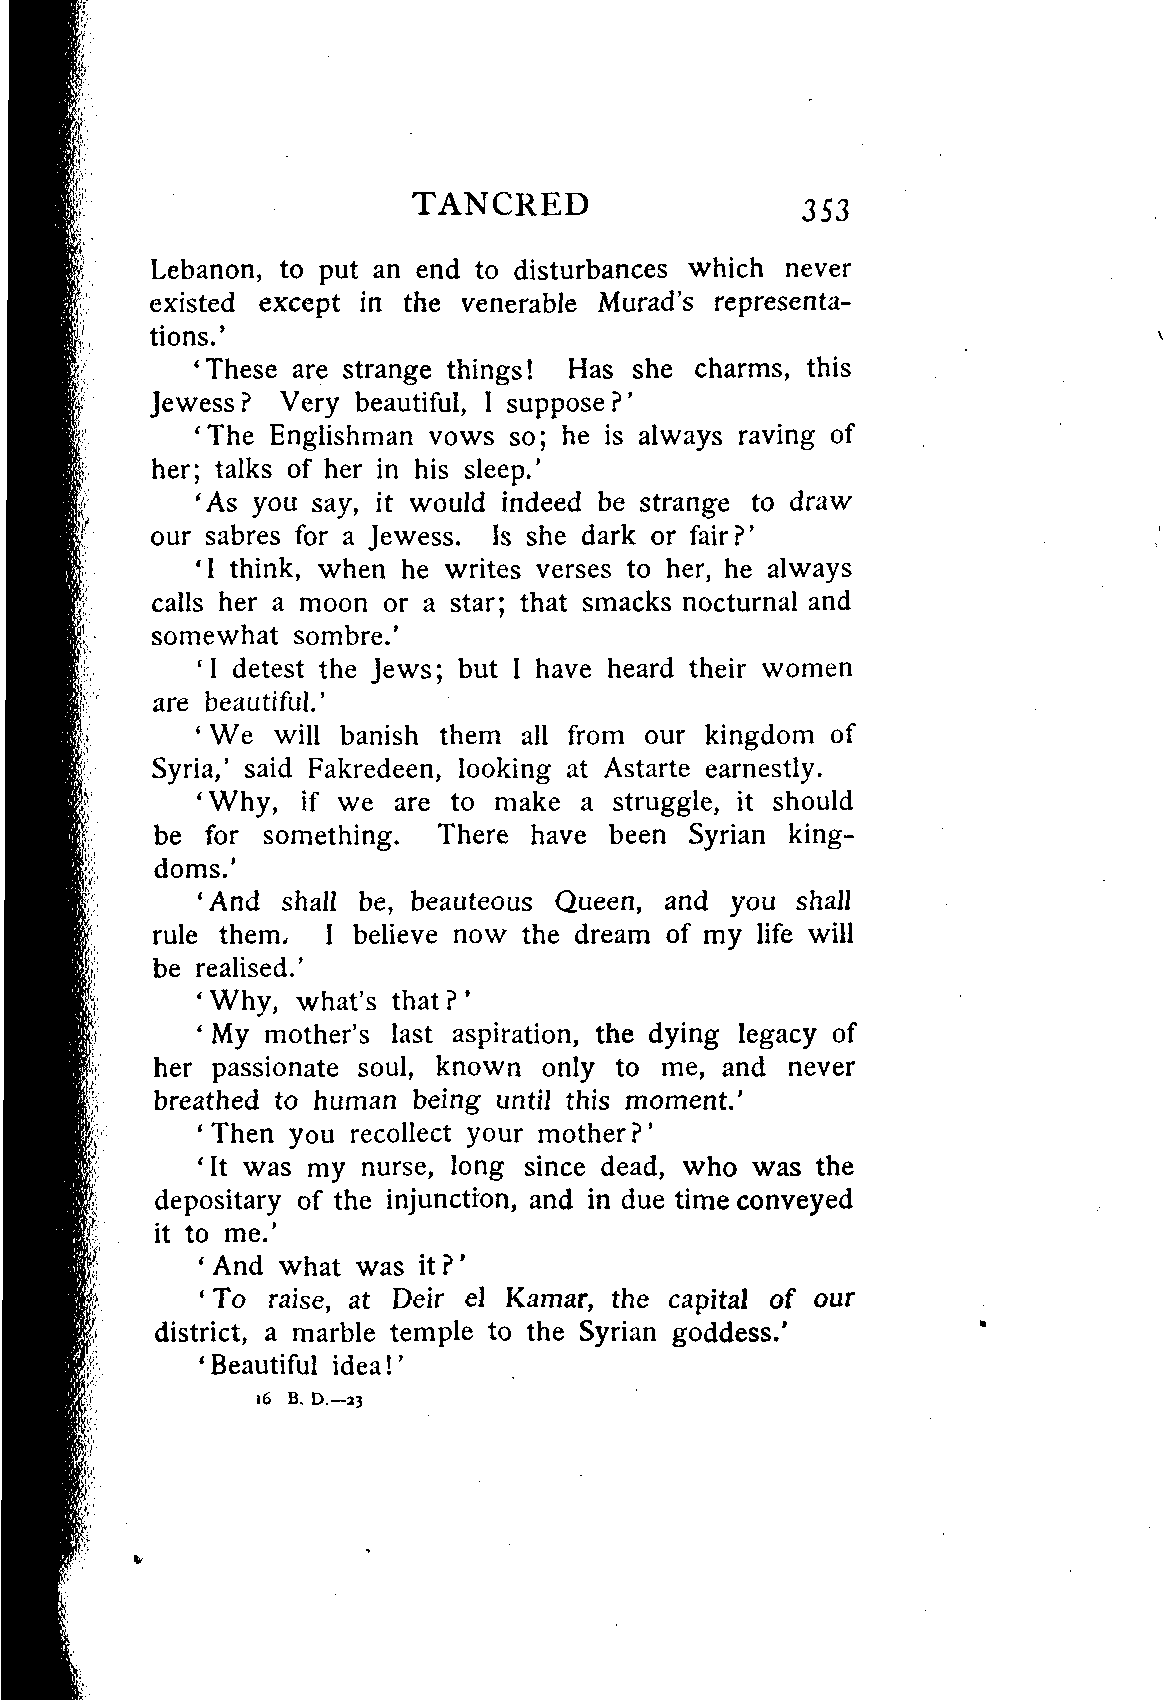 TANCRED 353
Lebanon, to put an end to disturbances which never
existed except in the venerable Murad's representa-
tions.'
'These are strange things! Has she charms, this
Jewess? Very beautiful, I suppose?'
'The Englishman vows so; he is always raving of
her; talks of her in his sleep.'
'As you say, it would indeed be strange to draw
our sabres for a Jewess. Is she dark or fair?'
'I think, when he writes verses to her, he always
calls her a moon or a star; that smacks nocturnal and
somewhat sombre.'
'I detest the Jews; but I have heard their women
are beautiful.'
'We will banish them all from our kingdom of
Syria,' said Fakredeen, looking at Astarte earnestly.
'Why, if we are to make a struggle, it should
be for something. There have been Syrian king-
doms.'
'And shall be, beauteous Queen, and you shall
rule them. I believe now the dream of my life will
be realised.'
'Why, what's that?'
'My mother's last aspiration, the dying legacy of
her passionate soul, known only to me, and never
breathed to human being until this moment.'
'Then you recollect your mother?'
'It was my nurse, long since dead, who was the
depositary of the injunction, and in due time conveyed
it to me.'
'And what was it?'
'To raise, at Deir el Kamar, the capital of our
district, a marble temple to the Syrian goddess.'
'Beautiful idea!'
16 B. D.—23